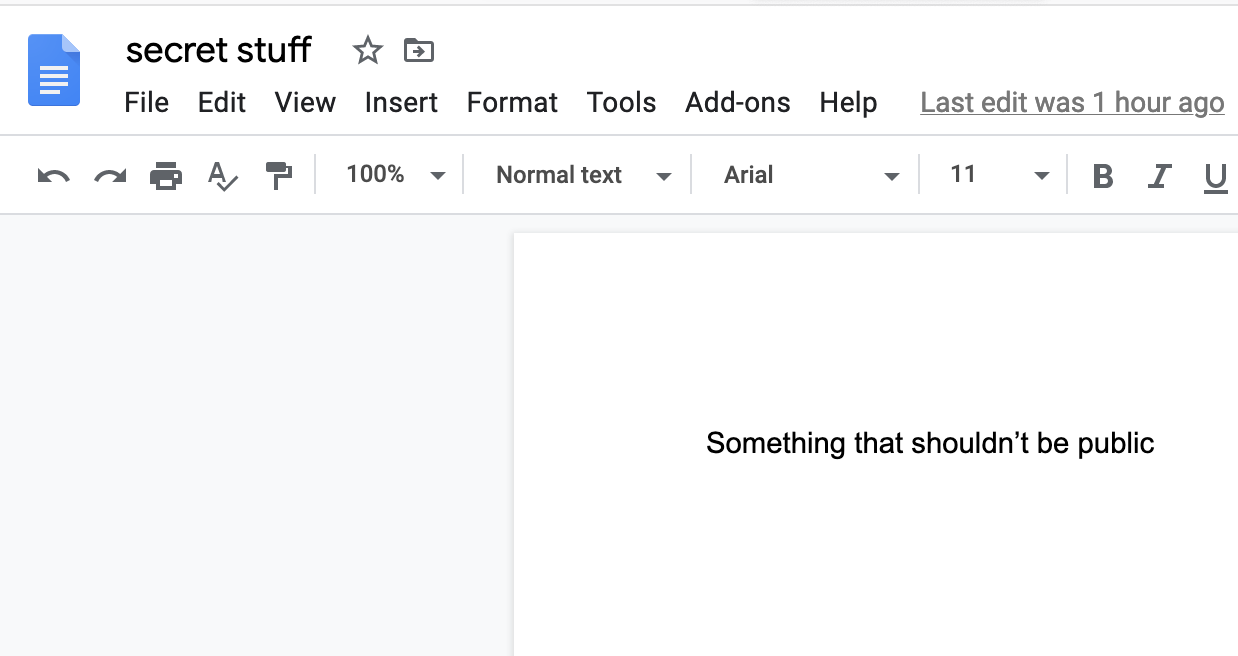 secret stuff
File Edit View Insert Format Tools Add-ons Help Last edit was 1 hour ago
100% Normal text Arial 11 B I U
Something that shouldn’t be public